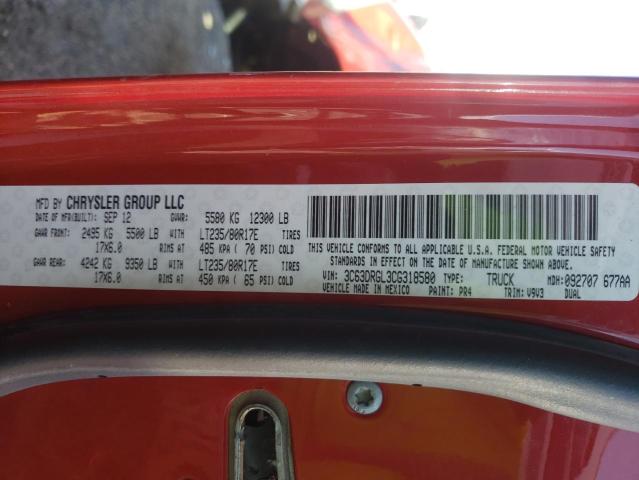 MFD BY CHRYSLER GROUP LLC
DATE OF MFR(BUILT): SEP 12 GVWR: 5580 KG 12300 LB
GAWR FRONT: 2495 KG 5500 LB WITH LT235/80R17E TIRES
17X6.0 RIMS AT 485 KPA ( 70 PSI) COLD
GAWR REAR: 4242 KG 9350 LB WITH LT235/80R17E TIRES
17X6.0 RIMS AT 450 KPA ( 65 PSI) COLD
THIS VEHICLE CONFORMS TO ALL APPLICABLE U.S.A. FEDERAL MOTOR VEHICLE SAFETY
STANDARDS IN EFFECT ON THE DATE OF MANUFACTURE SHOWN ABOVE.
VIN: 3C63DRGL3CG318580 TYPE: TRUCK MDH: 092707 677AA
VEHICLE MADE IN MEXICO PAINT: PR4 TRIM: V9V3 DUAL